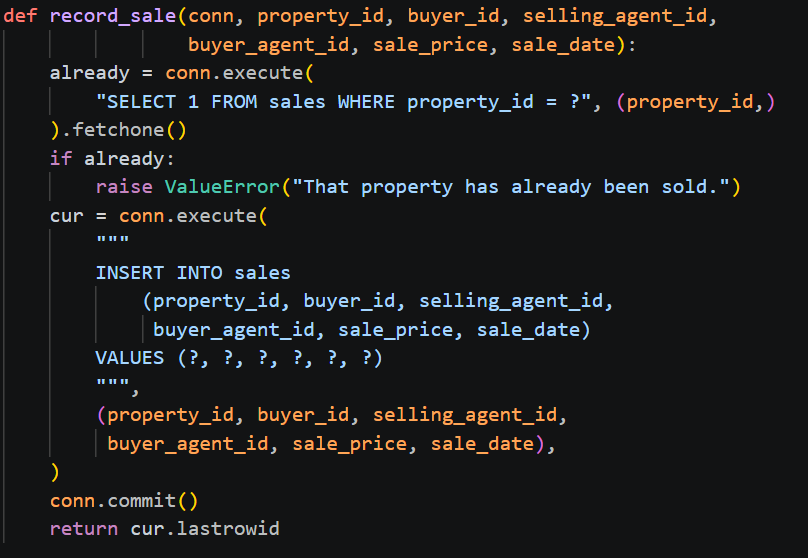 def record_sale(conn, property_id, buyer_id, selling_agent_id,
                buyer_agent_id, sale_price, sale_date):
    already = conn.execute(
        "SELECT 1 FROM sales WHERE property_id = ?", (property_id,)
    ).fetchone()
    if already:
        raise ValueError("That property has already been sold.")
    cur = conn.execute(
        """
        INSERT INTO sales
            (property_id, buyer_id, selling_agent_id,
             buyer_agent_id, sale_price, sale_date)
        VALUES (?, ?, ?, ?, ?, ?)
        """,
        (property_id, buyer_id, selling_agent_id,
         buyer_agent_id, sale_price, sale_date),
    )
    conn.commit()
    return cur.lastrowid